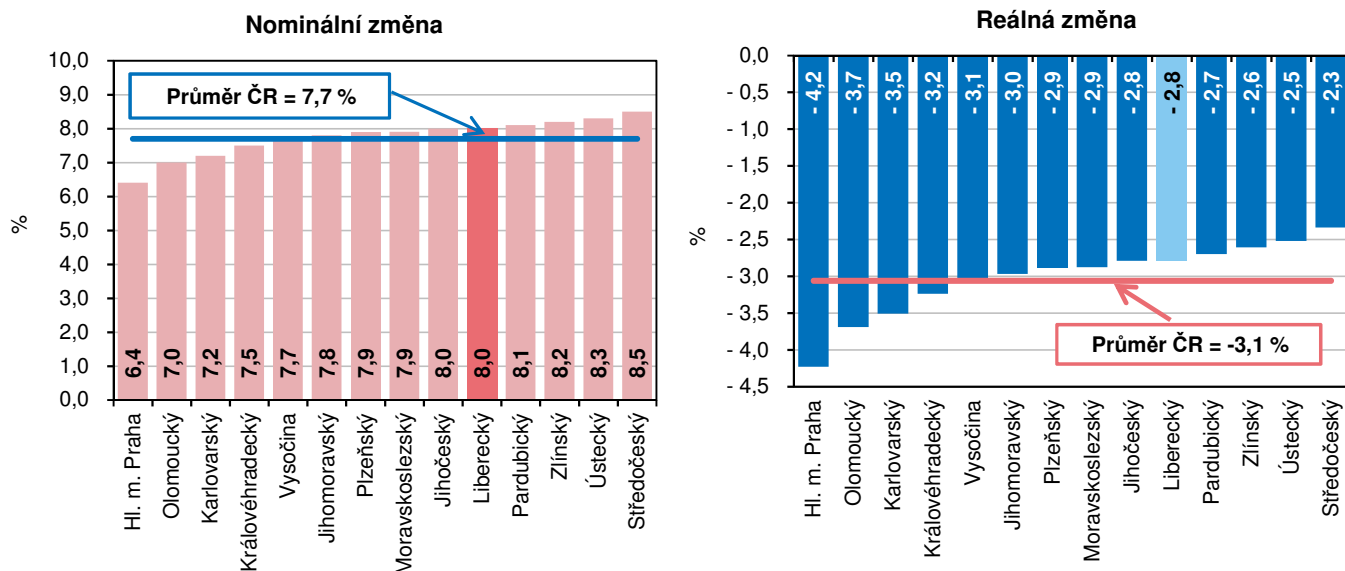 Nominální změna
10,0
9,0
8,0
7,0
6,0
5,0
4,0
3,0
2,0
1,0
0,0
%
Průměr ČR = 7,7 %
6,4
7,0
7,2
7,5
7,7
7,8
7,9
7,9
8,0
8,0
8,1
8,2
8,3
8,5
Hl. m. Praha
Olomoucký
Karlovarský
Královéhradecký
Vysočina
Jihomoravský
Plzeňský
Moravskoslezský
Jihočeský
Liberecký
Pardubický
Zlínský
Ústecký
Středočeský
Reálná změna
0,0
- 0,5
- 1,0
- 1,5
- 2,0
- 2,5
- 3,0
- 3,5
- 4,0
- 4,5
%
- 4,2
- 3,7
- 3,5
- 3,2
- 3,1
- 3,0
- 2,9
- 2,9
- 2,8
- 2,8
- 2,7
- 2,6
- 2,5
- 2,3
Průměr ČR = -3,1 %
Hl. m. Praha
Olomoucký
Karlovarský
Královéhradecký
Vysočina
Jihomoravský
Plzeňský
Moravskoslezský
Jihočeský
Liberecký
Pardubický
Zlínský
Ústecký
Středočeský